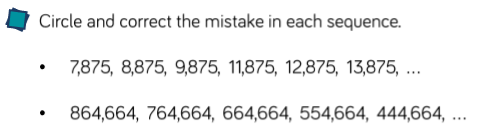 Circle and correct the mistake in each sequence.
• 7,875, 8,875, 9,875, 11,875, 12,875, 13,875, ...
• 864,664, 764,664, 664,664, 554,664, 444,664, ...